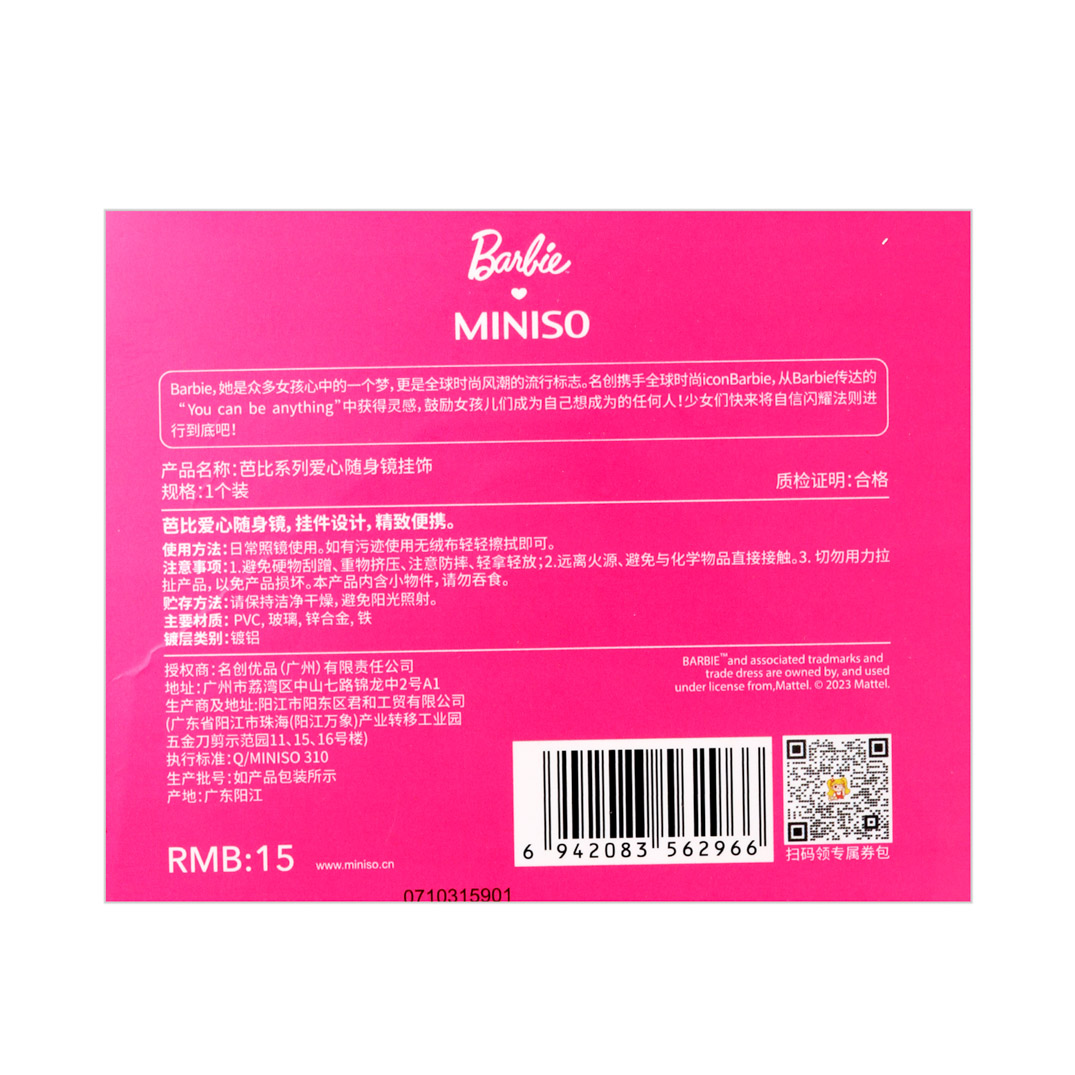 Barbie
MINISO
Barbie，她是众多女孩心中的一个梦，更是全球时尚风潮的流行标志。名创携手全球时尚iconBarbie，从Barbie传达的
“You can be anything”中获得灵感，鼓励女孩儿们成为自己想成为的任何人！少女们快来将自信闪耀法则进
行到底吧！
产品名称：芭比系列爱心随身镜挂饰
规格：1个装
质检证明：合格
芭比爱心随身镜，挂件设计，精致便携。
使用方法：日常照镜使用。如有污迹使用无绒布轻轻擦拭即可。
注意事项：1.避免硬物刮蹭、重物挤压、注意防摔、轻拿轻放；2.远离火源、避免与化学物品直接接触。3. 切勿用力拉
扯产品，以免产品损坏。本产品内含小物件，请勿吞食。
贮存方法：请保持洁净干燥，避免阳光照射。
主要材质：PVC, 玻璃, 锌合金, 铁
镀层类别：镀铝
授权商：名创优品（广州）有限责任公司
地址：广州市荔湾区中山七路锦龙中2号A1
生产商及地址:阳江市阳东区君和工贸有限公司
(广东省阳江市珠海(阳江万象)产业转移工业园
五金刀剪示范园11、15、16号楼)
执行标准：Q/MINISO 310
生产批号：如产品包装所示
产地：广东阳江
BARBIE™and associated tradmarks and
trade dress are owned by, and used
under license from,Mattel. © 2023 Mattel.
6 942083 562966
扫码领专属券包
RMB:15 www.miniso.cn
0710315901